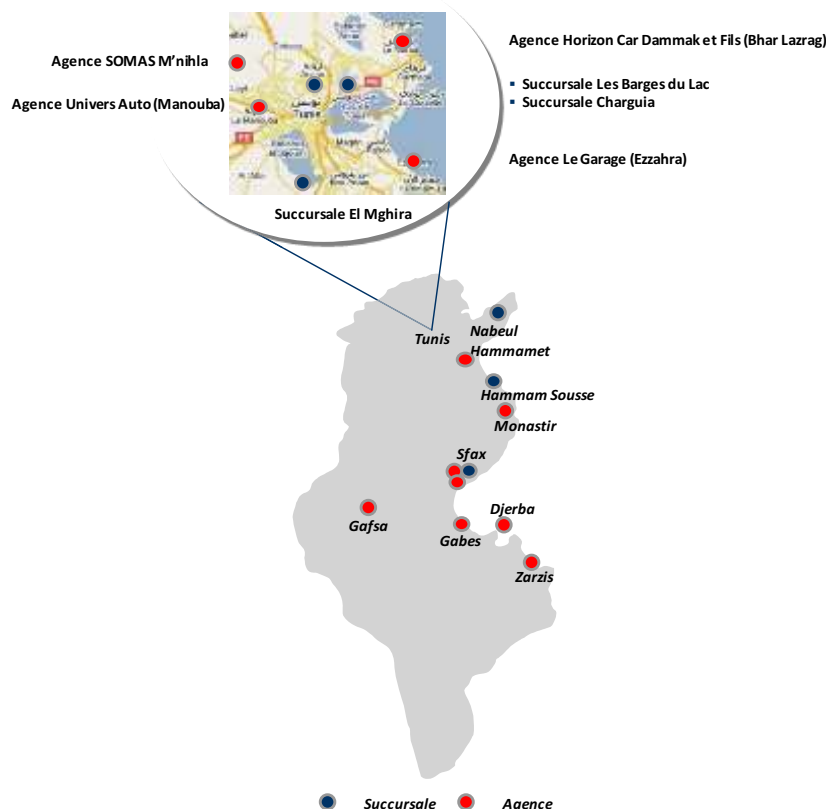 Agence Horizon Car Dammak et Fils (Bhar Lazrag)
Agence SOMAS M'nihla
▪ Succursale Les Barges du Lac
▪ Succursale Charguia
Agence Univers Auto (Manouba)
Agence Le Garage (Ezzahra)
Succursale El Mghira
Tunis
Nabeul
Hammamet
Hammam Sousse
Monastir
Sfax
Gafsa
Djerba
Gabes
Zarzis
Succursale
Agence